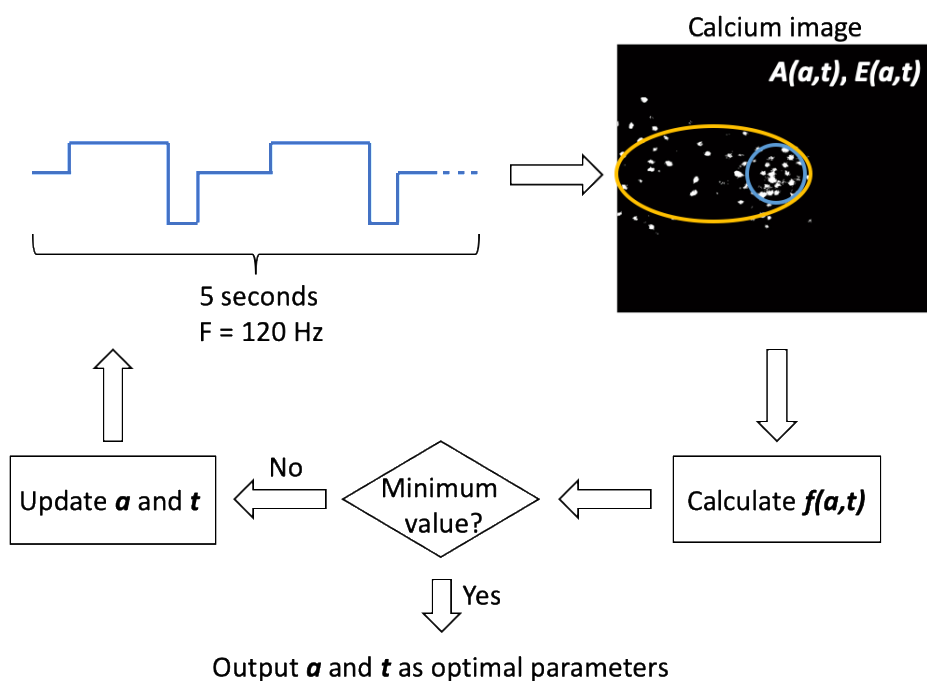 Calcium image
A(a,t), E(a,t)
5 seconds
F = 120 Hz
No
Update a and t
Minimum
value?
Calculate f(a,t)
Yes
Output a and t as optimal parameters